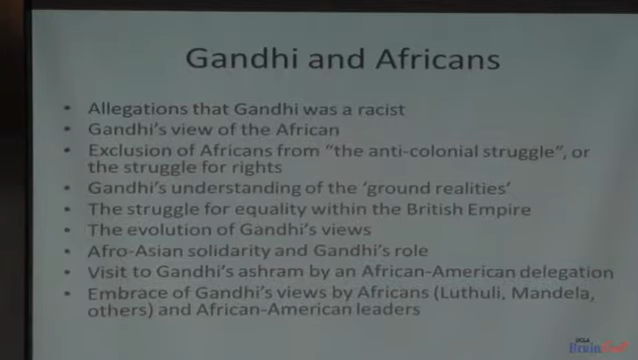 Gandhi and Africans
• Allegations that Gandhi was a racist
• Gandhi's view of the African
• Exclusion of Africans from "the anti-colonial struggle", or
the struggle for rights
• Gandhi's understanding of the 'ground realities'
• The struggle for equality within the British Empire
• The evolution of Gandhi's views
• Afro-Asian solidarity and Gandhi's role
• Visit to Gandhi's ashram by an African-American delegation
• Embrace of Gandhi's views by Africans (Luthuli, Mandela,
others) and African-American leaders
UCLA